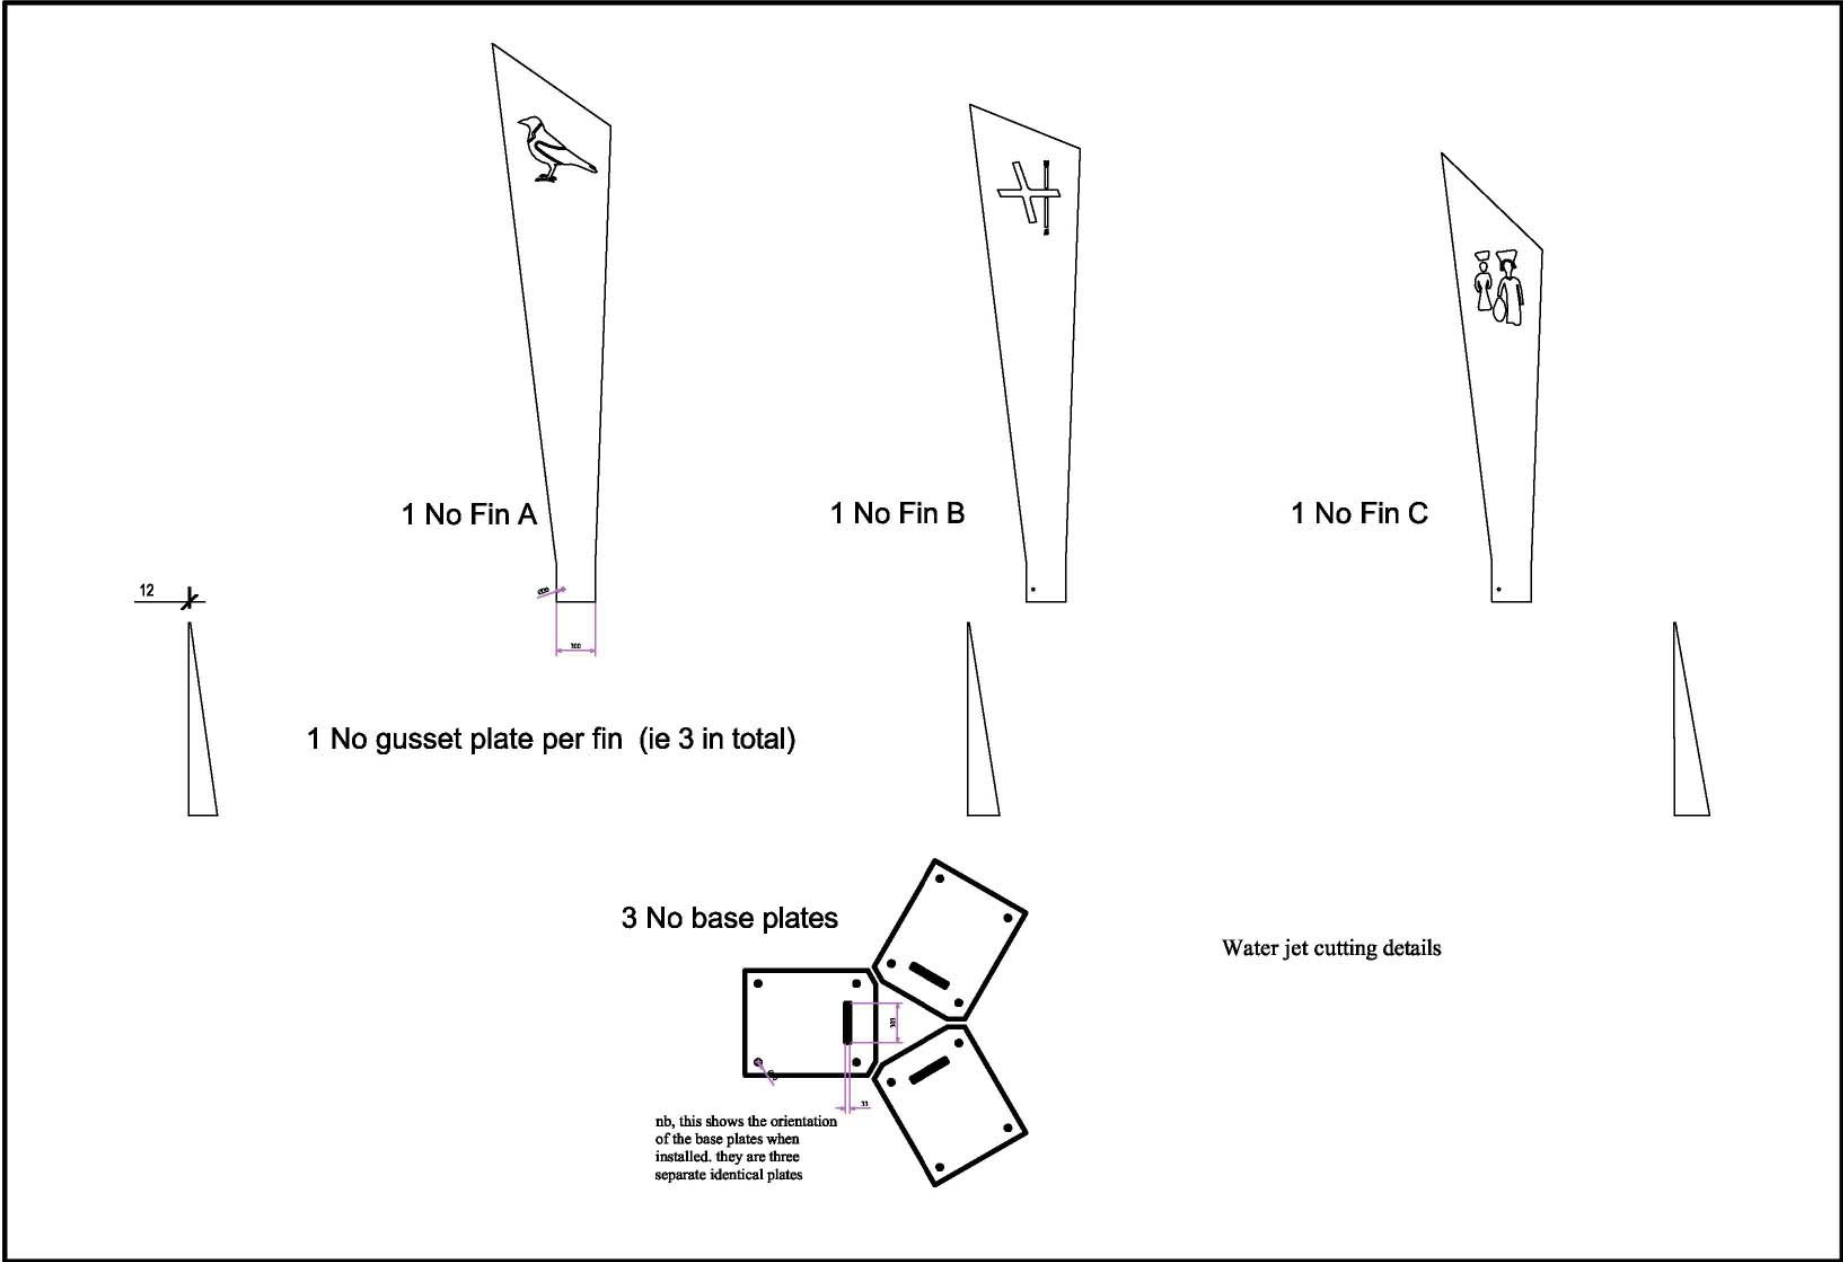 1 No Fin A
1 No Fin B
1 No Fin C
12
300
1 No gusset plate per fin (ie 3 in total)
3 No base plates
Water jet cutting details
nb, this shows the orientation
of the base plates when
installed. they are three
separate identical plates